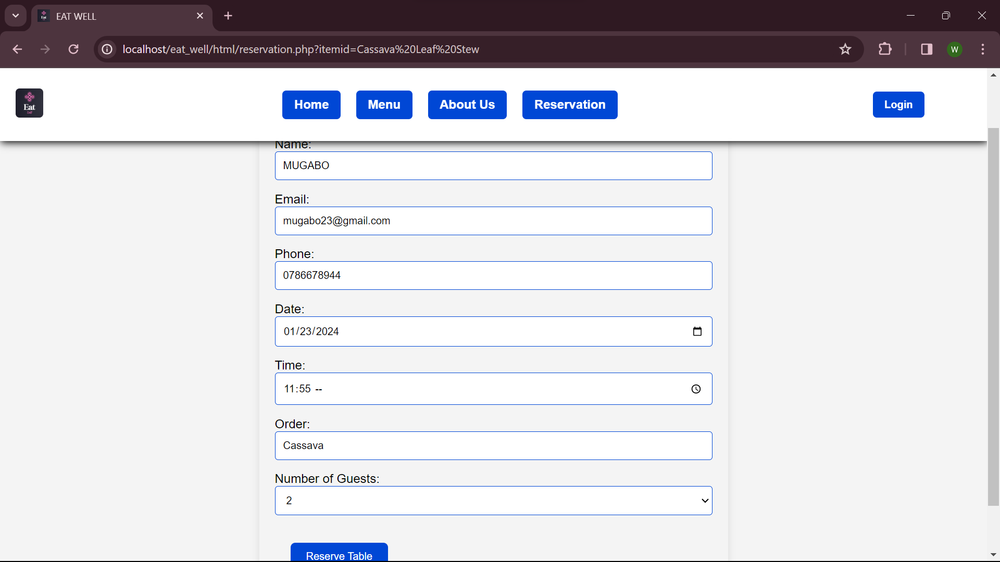 EAT WELL
localhost/eat_well/html/reservation.php?itemid=Cassava%20Leaf%20Stew
W
Eat
Home
Menu
About Us
Reservation
Login
Name:
MUGABO
Email:
mugabo23@gmail.com
Phone:
0786678944
Date:
01/23/2024
Time:
11:55 --
Order:
Cassava
Number of Guests:
2
Reserve Table